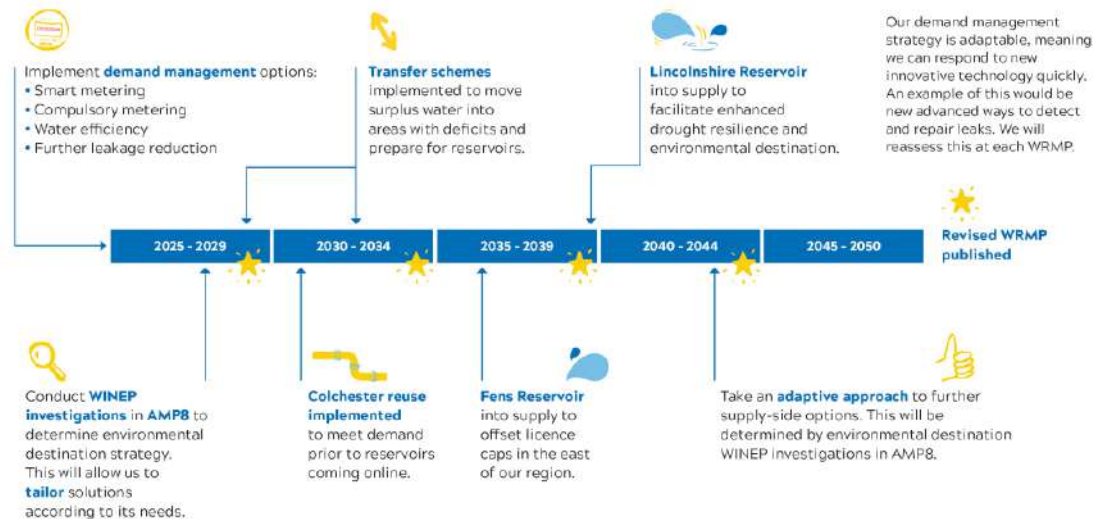 Implement demand management options:
• Smart metering
• Compulsory metering
• Water efficiency
• Further leakage reduction
Transfer schemes
implemented to move
surplus water into
areas with deficits and
prepare for reservoirs.
Lincolnshire Reservoir
into supply to
facilitate enhanced
drought resilience and
environmental destination.
Our demand management
strategy is adaptable, meaning
we can respond to new
innovative technology quickly.
An example of this would be
new advanced ways to detect
and repair leaks. We will
reassess this at each WRMP.
2025 - 2029
2030 - 2034
2035 - 2039
2040 - 2044
2045 - 2050
Revised WRMP
published
Conduct WINEP
investigations in AMP8 to
determine environmental
destination strategy.
This will allow us to
tailor solutions
according to its needs.
Colchester reuse
implemented
to meet demand
prior to reservoirs
coming online.
Fens Reservoir
into supply to
offset licence
caps in the east
of our region.
Take an adaptive approach to further
supply-side options. This will be
determined by environmental destination
WINEP investigations in AMP8.